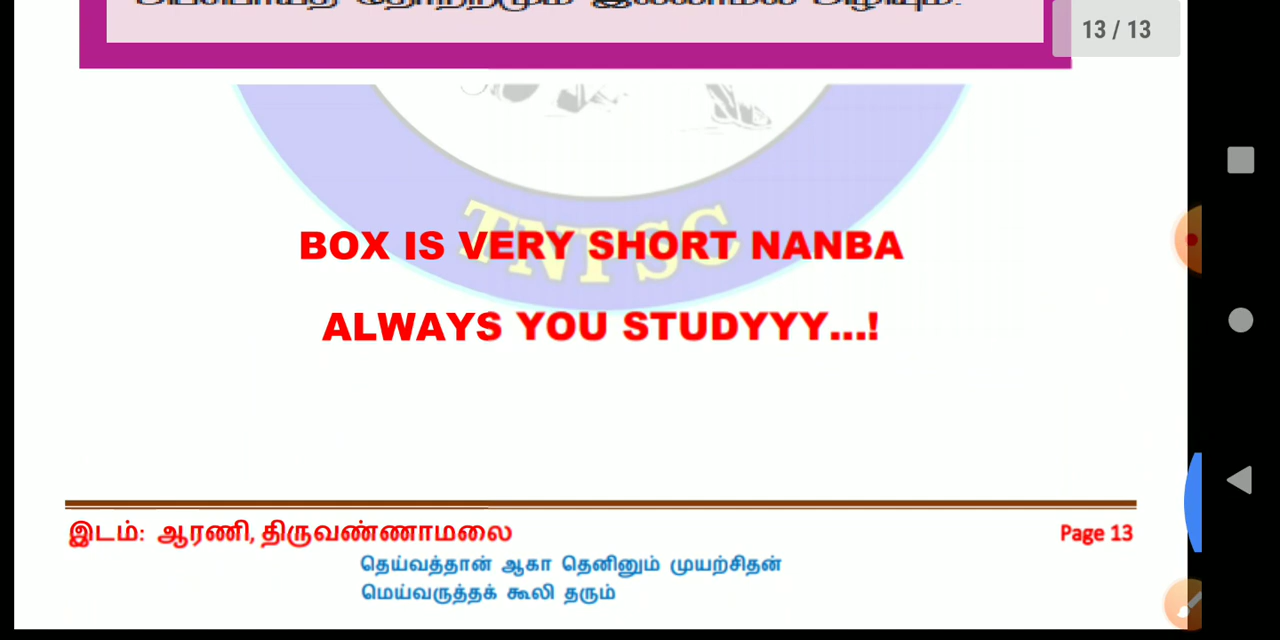 13 / 13
TNPSC
BOX IS VERY SHORT NANBA
ALWAYS YOU STUDYYY...!
இடம்: ஆரணி, திருவண்ணாமலை
Page 13
தெய்வத்தான் ஆகா தெனினும் முயற்சிதன்
மெய்வருத்தக் கூலி தரும்